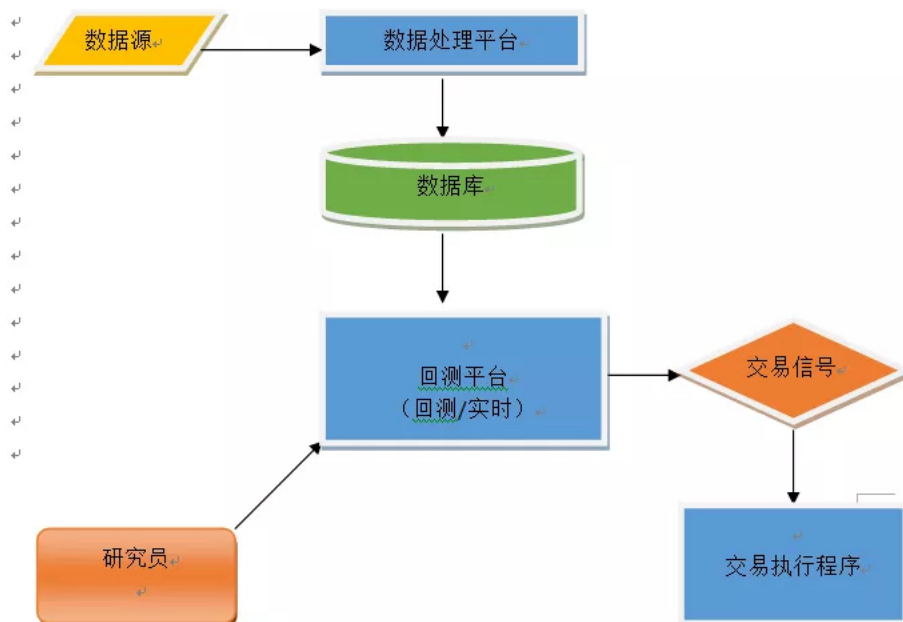 数据源
数据处理平台
数据库
回测平台
（回测/实时）
交易信号
研究员
交易执行程序